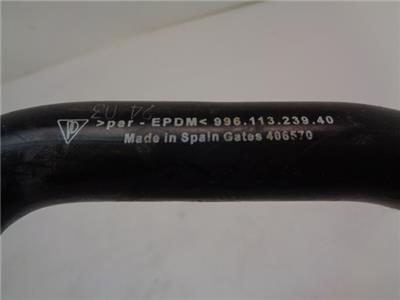 >per - EPDM< 996.113.239.40
Made in Spain Gates 406570